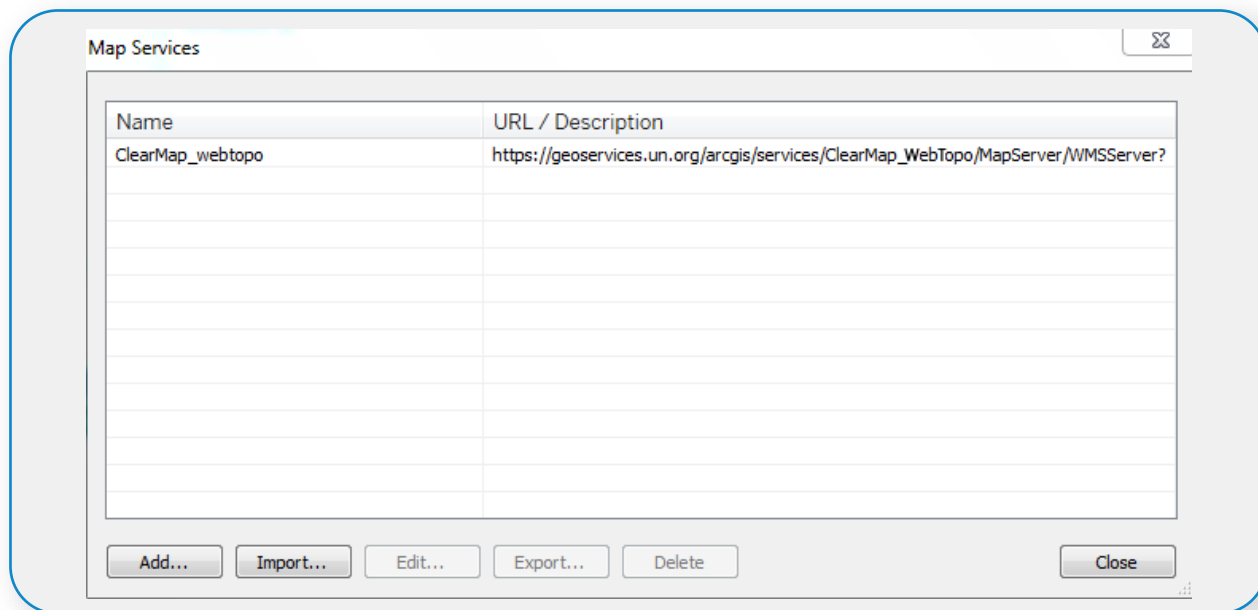 Map Services
Name URL / Description
ClearMap_webtopo https://geoservices.un.org/arcgis/services/ClearMap_WebTopo/MapServer/WMSServer?
Add... Import... Edit... Export... Delete Close